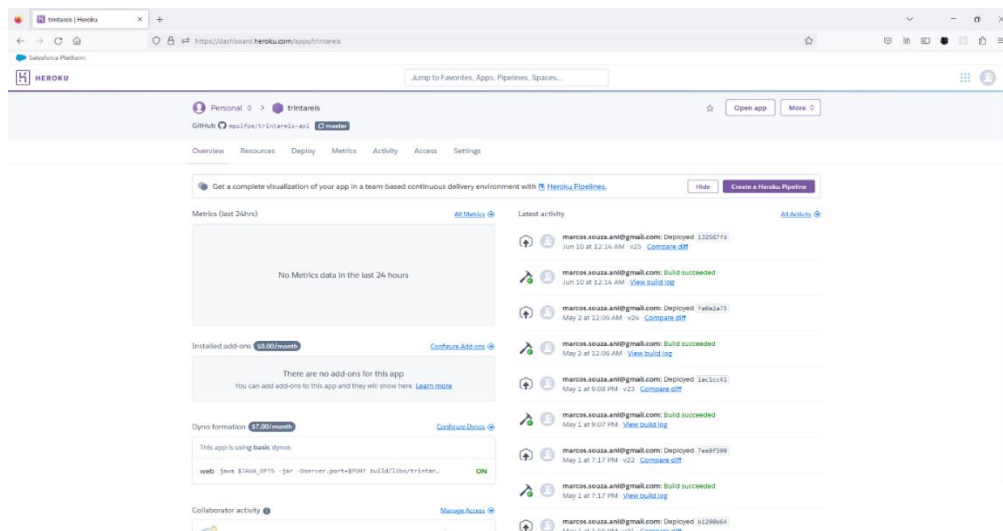 trintareis | Heroku
https://dashboard.heroku.com/apps/trintareis
Salesforce Platform
HEROKU
Jump to Favorites, Apps, Pipelines, Spaces...
Personal > trintareis
Open app
More
GitHub
master
Overview Resources Deploy Metrics Activity Access Settings
Get a complete visualization of your app in a team-based continuous delivery environment with Heroku Pipelines.
Hide
Create a Heroku Pipeline
Metrics (last 24hrs)
All Metrics
No Metrics data in the last 24 hours
Installed add-ons $0.00/month
Configure Add-ons
There are no add-ons for this app
You can add add-ons to this app and they will show here. Learn more
Dyno formation $7.00/month
Configure Dynos
This app is using basic dynos
web java $JAVA_OPTS -jar -Dserver.port=$PORT build/libs/trintar…
ON
Collaborator activity
Manage Access
Latest activity
All Activity
marcos.souza.ani@gmail.com: Deployed 132567fd
Jun 10 at 12:14 AM · v25 · Compare diff
marcos.souza.ani@gmail.com: Build succeeded
Jun 10 at 12:14 AM · View build log
marcos.souza.ani@gmail.com: Deployed fe0e2a75
May 2 at 12:06 AM · v24 · Compare diff
marcos.souza.ani@gmail.com: Build succeeded
May 2 at 12:06 AM · View build log
marcos.souza.ani@gmail.com: Deployed 1ec1cc41
May 1 at 9:08 PM · v23 · Compare diff
marcos.souza.ani@gmail.com: Build succeeded
May 1 at 9:07 PM · View build log
marcos.souza.ani@gmail.com: Deployed 7ee9f390
May 1 at 7:17 PM · v22 · Compare diff
marcos.souza.ani@gmail.com: Build succeeded
May 1 at 7:17 PM · View build log
marcos.souza.ani@gmail.com: Deployed b1298b64